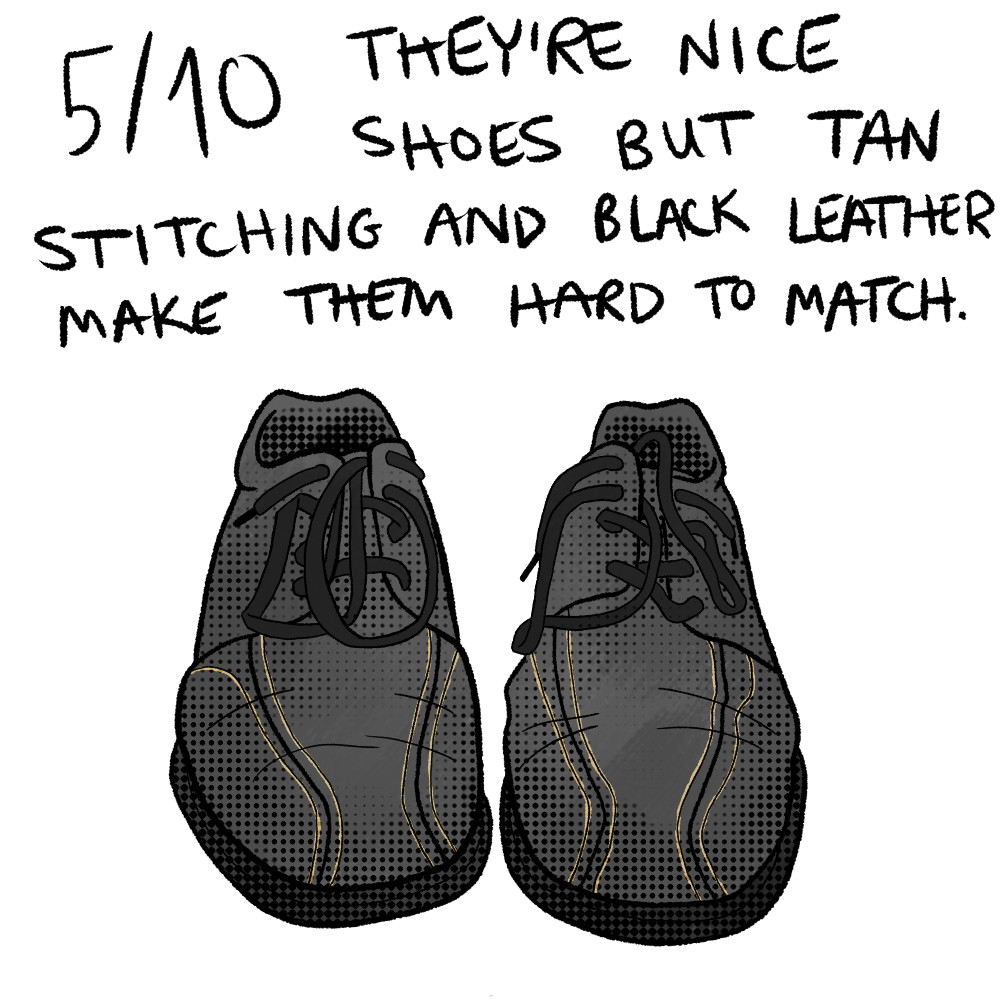 5/10 THEY'RE NICE
SHOES BUT TAN
STITCHING AND BLACK LEATHER
MAKE THEM HARD TO MATCH.